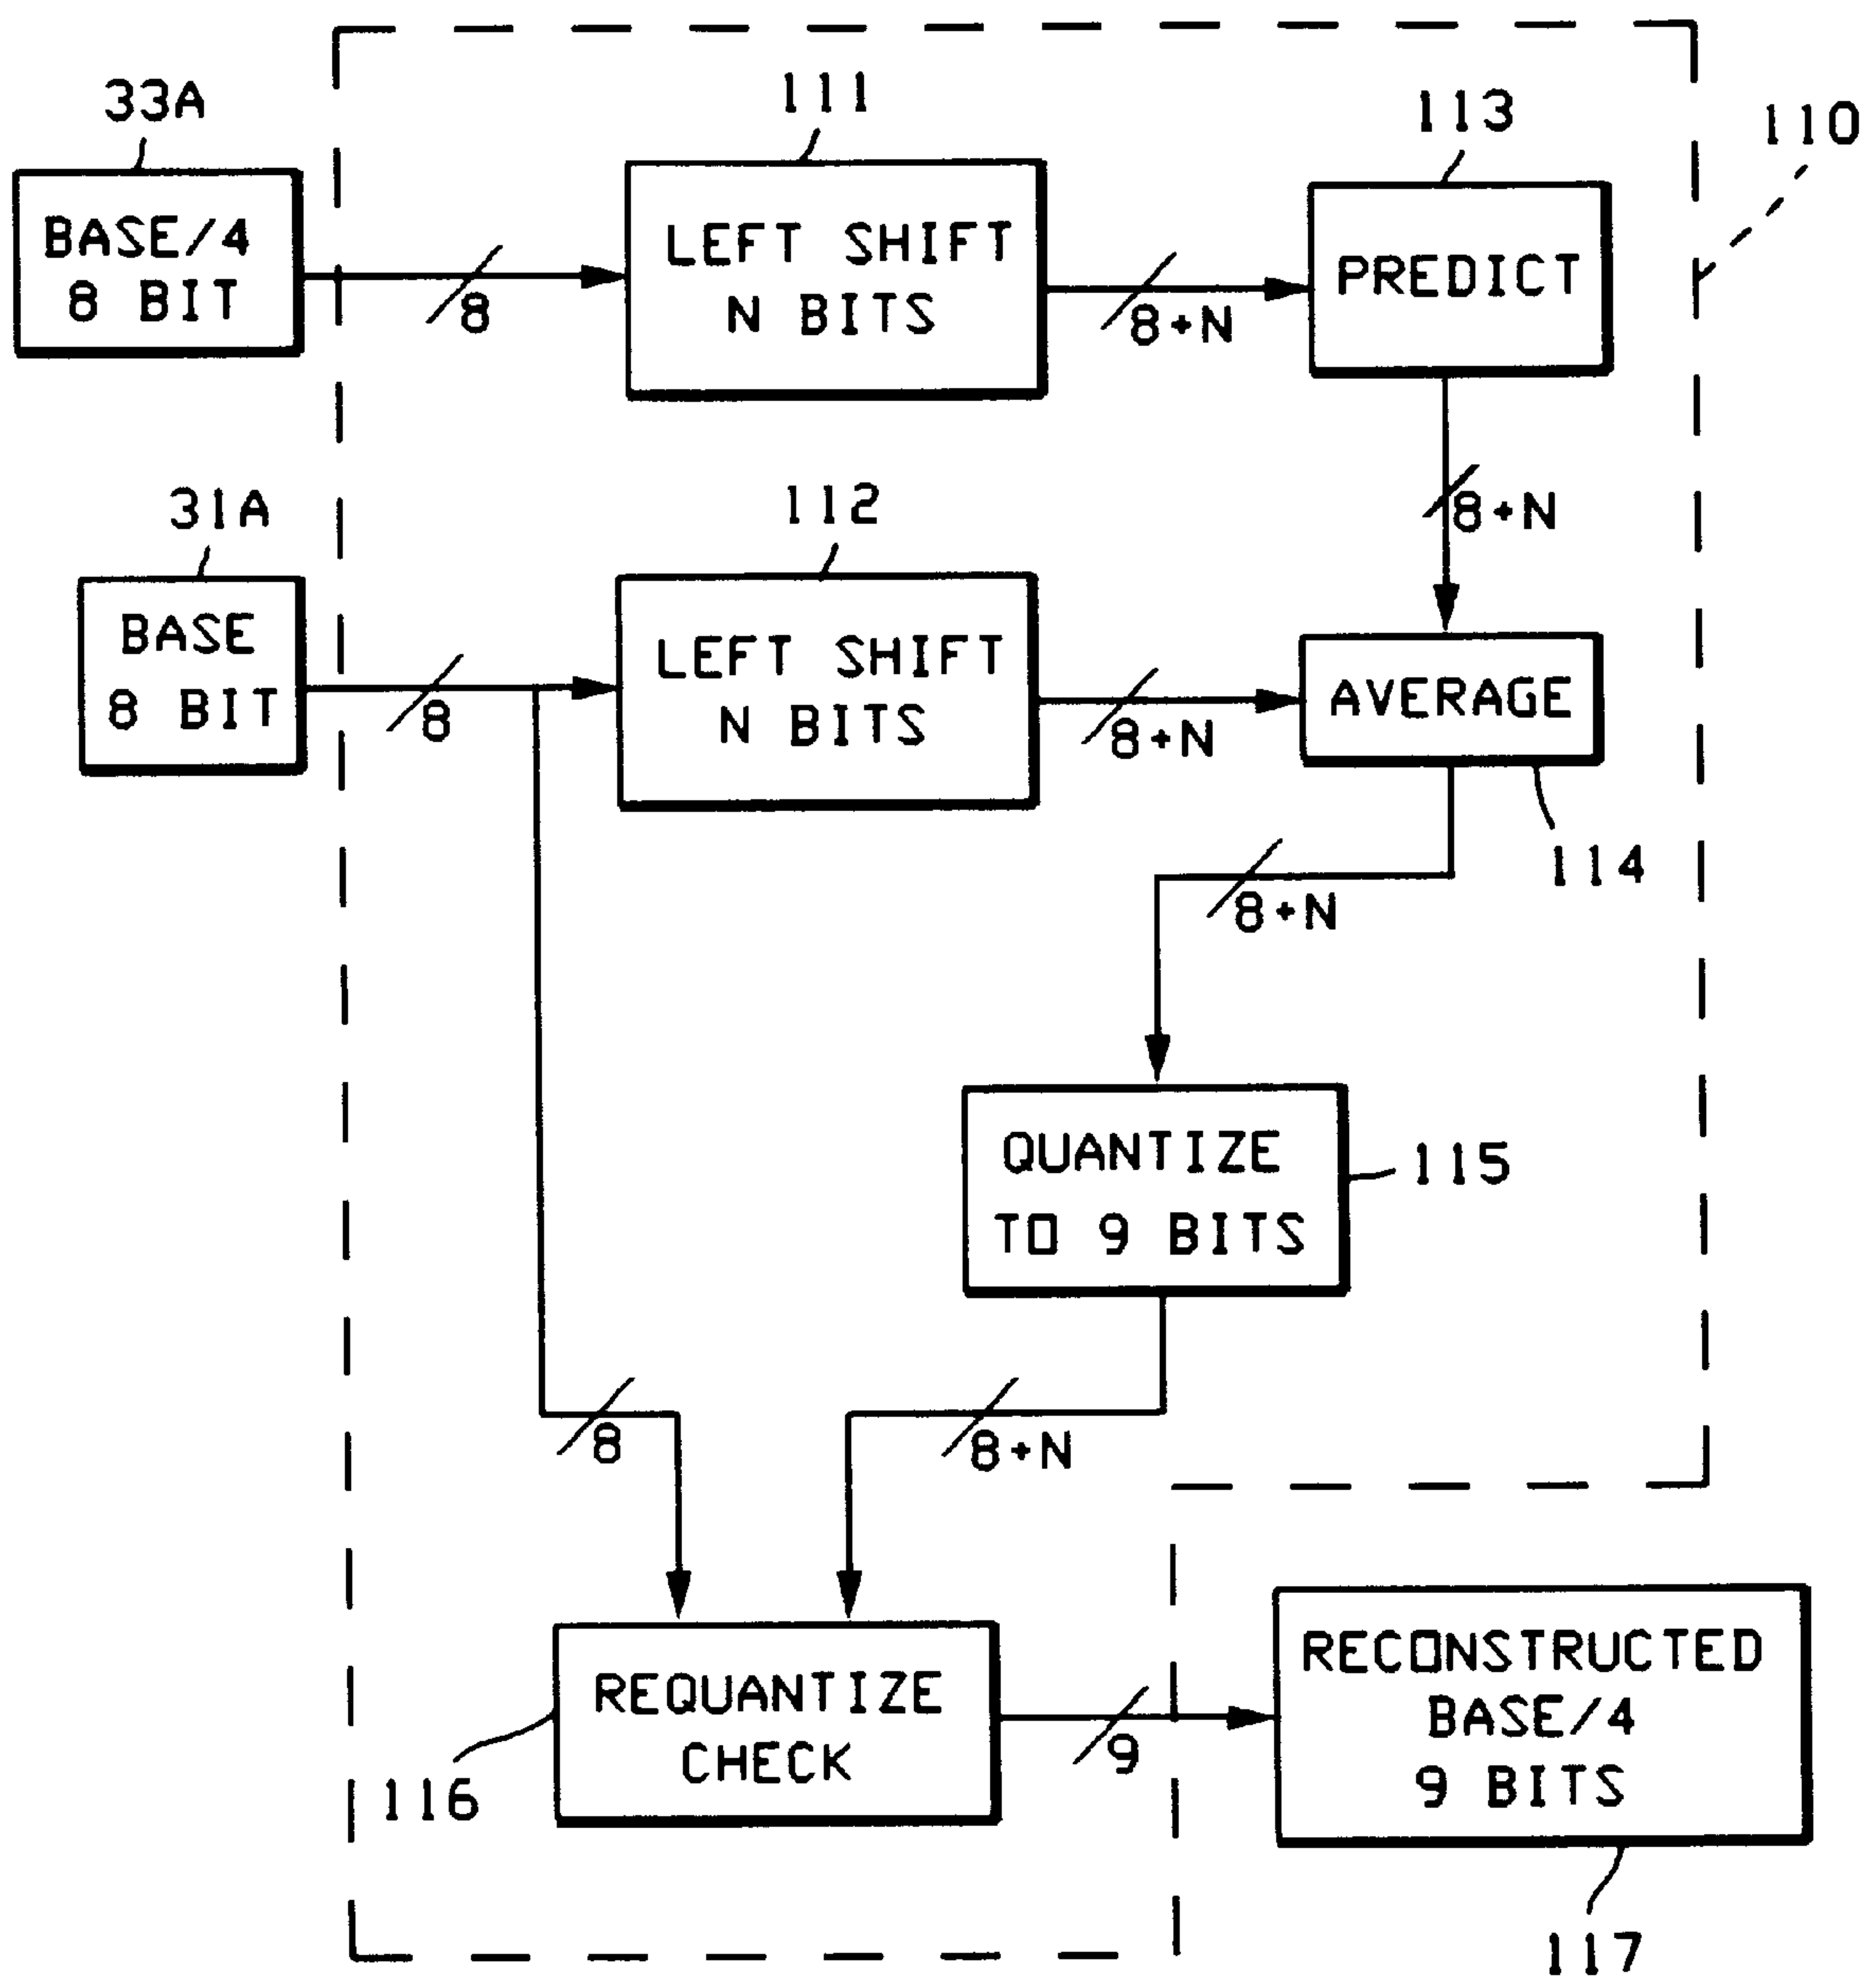 33A
111
113
110
BASE/4
8 BIT
8
LEFT SHIFT
N BITS
8+N
PREDICT
8+N
31A
112
BASE
8 BIT
8
LEFT SHIFT
N BITS
8+N
AVERAGE
114
8+N
QUANTIZE
TO 9 BITS
115
8
8+N
REQUANTIZE
CHECK
116
9
RECONSTRUCTED
BASE/4
9 BITS
117